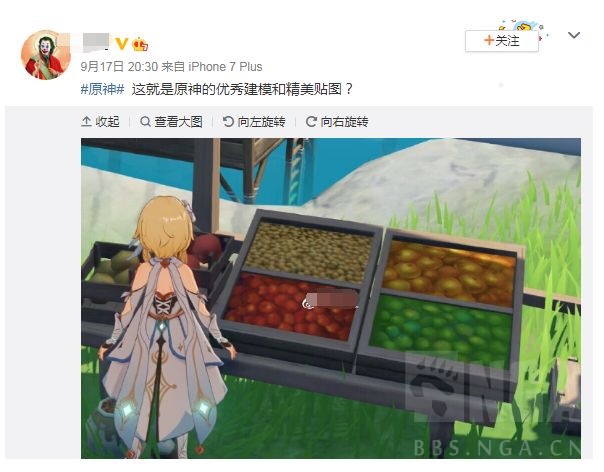 +关注
9月17日 20:30 来自 iPhone 7 Plus
#原神# 这就是原神的优秀建模和精美贴图？
收起 查看大图 向左旋转 向右旋转
NGA
BBS.NGA.CN